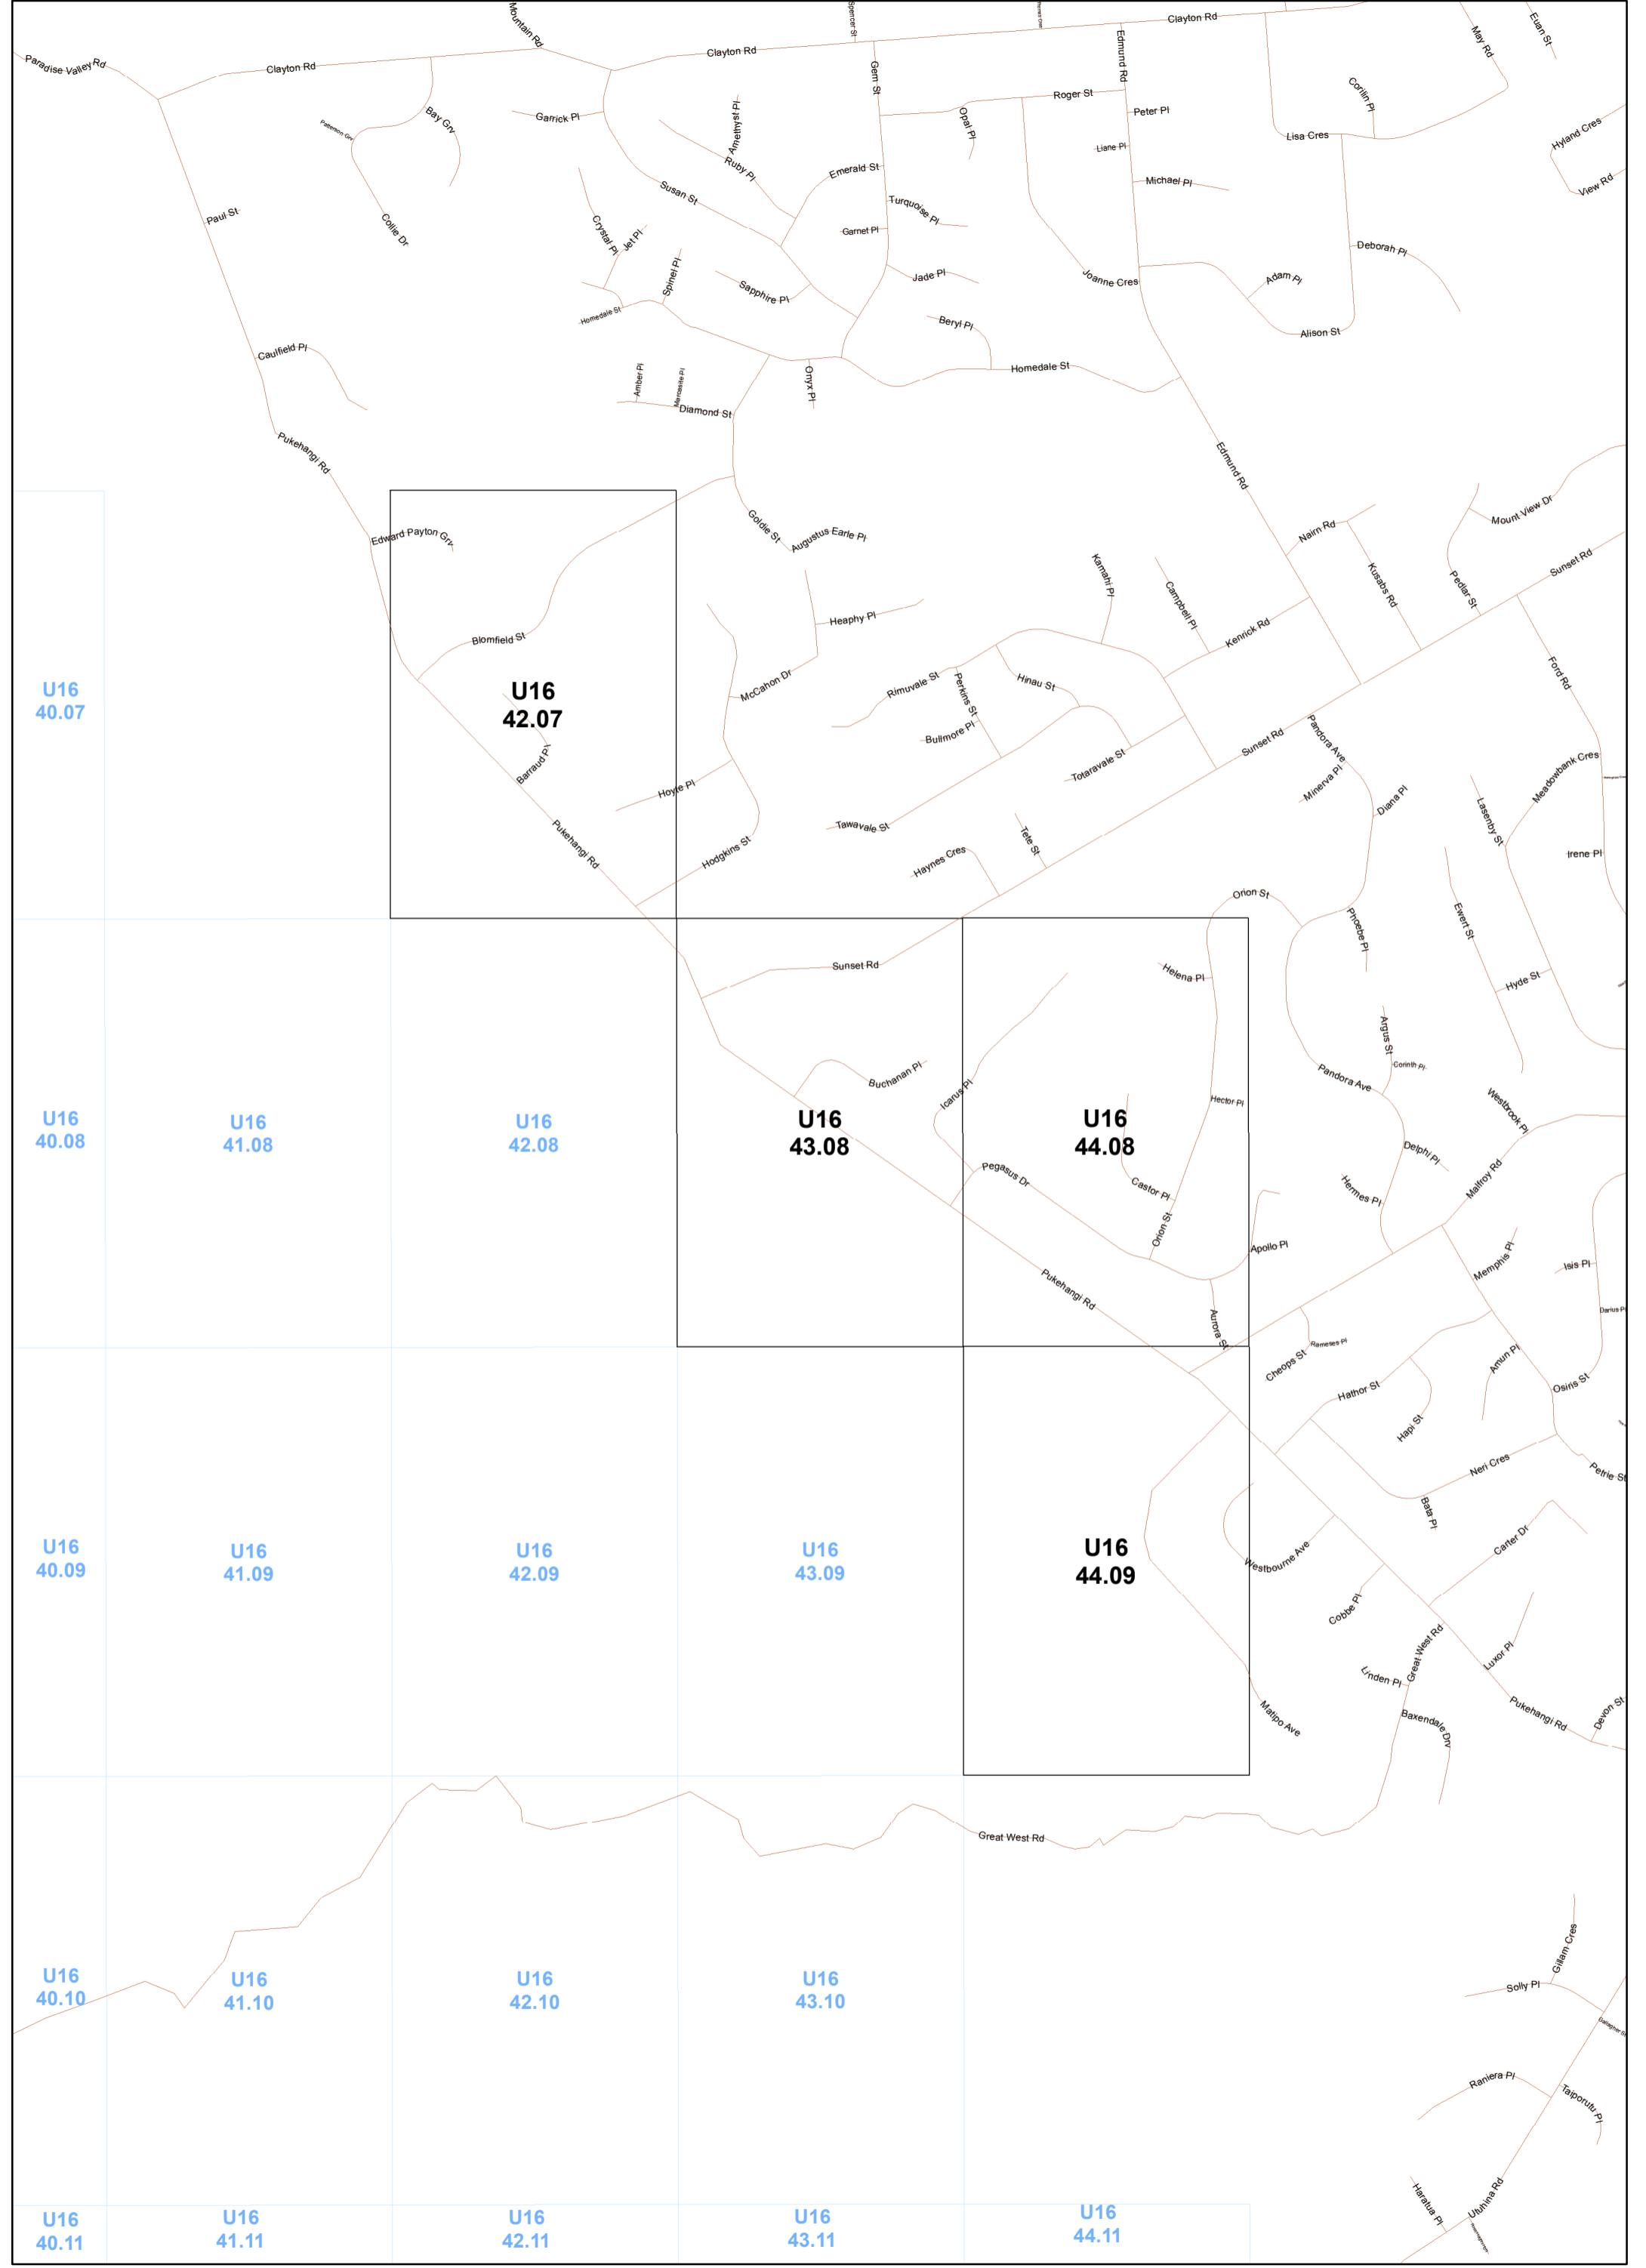 Mountain Rd
Spencer St
Clayton Rd
Edmund Rd
May Rd
Euan St
Paradise Valley Rd
Clayton Rd
Clayton Rd
Gem St
Roger St
Corilin Pl
Peter Pl
Amethyst Pl
Opal Pl
Bay Grv
Garrick Pl
Patterson Grv
Lisa Cres
Hyland Cres
Liane Pl
Ruby Pl
Emerald St
Michael Pl
View Rd
Susan St
Turquoise Pl
Paul St
Collie Dr
Crystal Pl
Jet Pl
Garnet Pl
Deborah Pl
Spinel Pl
Jade Pl
Joanne Cres
Adam Pl
Sapphire Pl
Homedale St
Beryl Pl
Alison St
Caulfield Pl
Amber Pl
Marcasite Pl
Onyx Pl
Homedale St
Diamond St
Pukehangi Rd
Edmund Rd
Mount View Dr
Goldie St
Nairn Rd
Edward Payton Grv
Augustus Earle Pl
Kamahi Pl
Campbell Pl
Kusabs Rd
Pedlar St
Sunset Rd
Heaphy Pl
Blomfield St
Kenrick Rd
McCahon Dr
Rimuvale St
Perkins St
Hinau St
Ford Rd
U16
40.07
U16
42.07
Bullmore Pl
Sunset Rd
Pandora Ave
Barraud Pl
Totaravale St
Minerva Pl
Meadowbank Cres
Hoyte Pl
Diana Pl
Lasenby St
Pukehangi Rd
Tawavale St
Tete St
Hodgkins St
Haynes Cres
Irene Pl
Orion St
Phoebe Pl
Ewert St
Sunset Rd
Helena Pl
Hyde St
Argus St
Corinth Pl
Buchanan Pl
Icarus Pl
Pandora Ave
Hector Pl
Westbrook Pl
U16
40.08
U16
41.08
U16
42.08
U16
43.08
U16
44.08
Delphi Pl
Pegasus Dr
Castor Pl
Hermes Pl
Malfroy Rd
Orion St
Apollo Pl
Memphis Pl
Isis Pl
Pukehangi Rd
Aurora St
Darius Pl
Rameses Pl
Cheops St
Amun Pl
Hathor St
Osiris St
Hapi St
Neri Cres
Petrie St
Bata Pl
U16
40.09
U16
41.09
U16
42.09
U16
43.09
U16
44.09
Westbourne Ave
Carter Dr
Cobbe Pl
Great West Rd
Luxor Pl
Linden Pl
Matipo Ave
Baxendale Drv
Pukehangi Rd
Devon St
Great West Rd
Gillam Cres
U16
40.10
U16
41.10
U16
42.10
U16
43.10
Solly Pl
Gallagher St
Raniera Pl
Taiporutu Pl
Haratua Pl
Utuhina Rd
U16
40.11
U16
41.11
U16
42.11
U16
43.11
U16
44.11